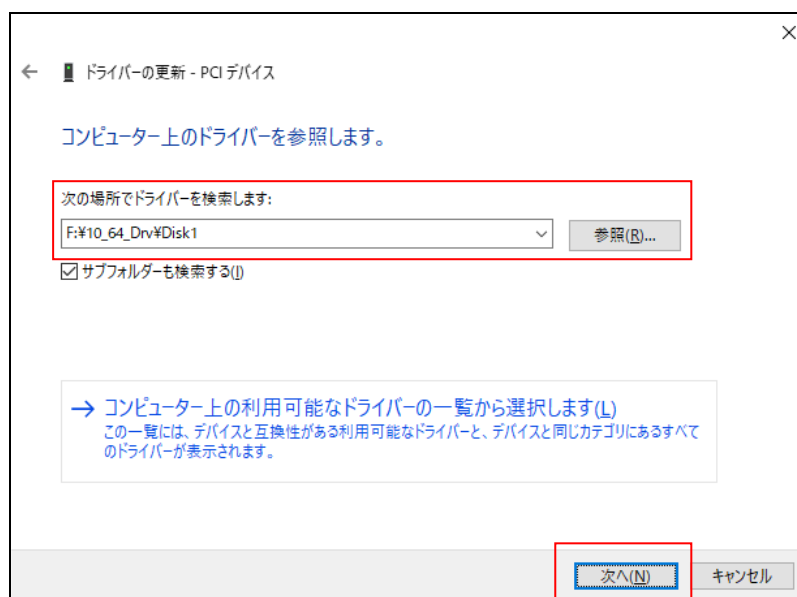 ドライバーの更新 - PCI デバイス
コンピューター上のドライバーを参照します。
次の場所でドライバーを検索します:
F:¥10_64_Drv¥Disk1
参照(R)...
サブフォルダーも検索する(I)
コンピューター上の利用可能なドライバーの一覧から選択します(L)
この一覧には、デバイスと互換性がある利用可能なドライバーと、デバイスと同じカテゴリにあるすべて
のドライバーが表示されます。
次へ(N)
キャンセル